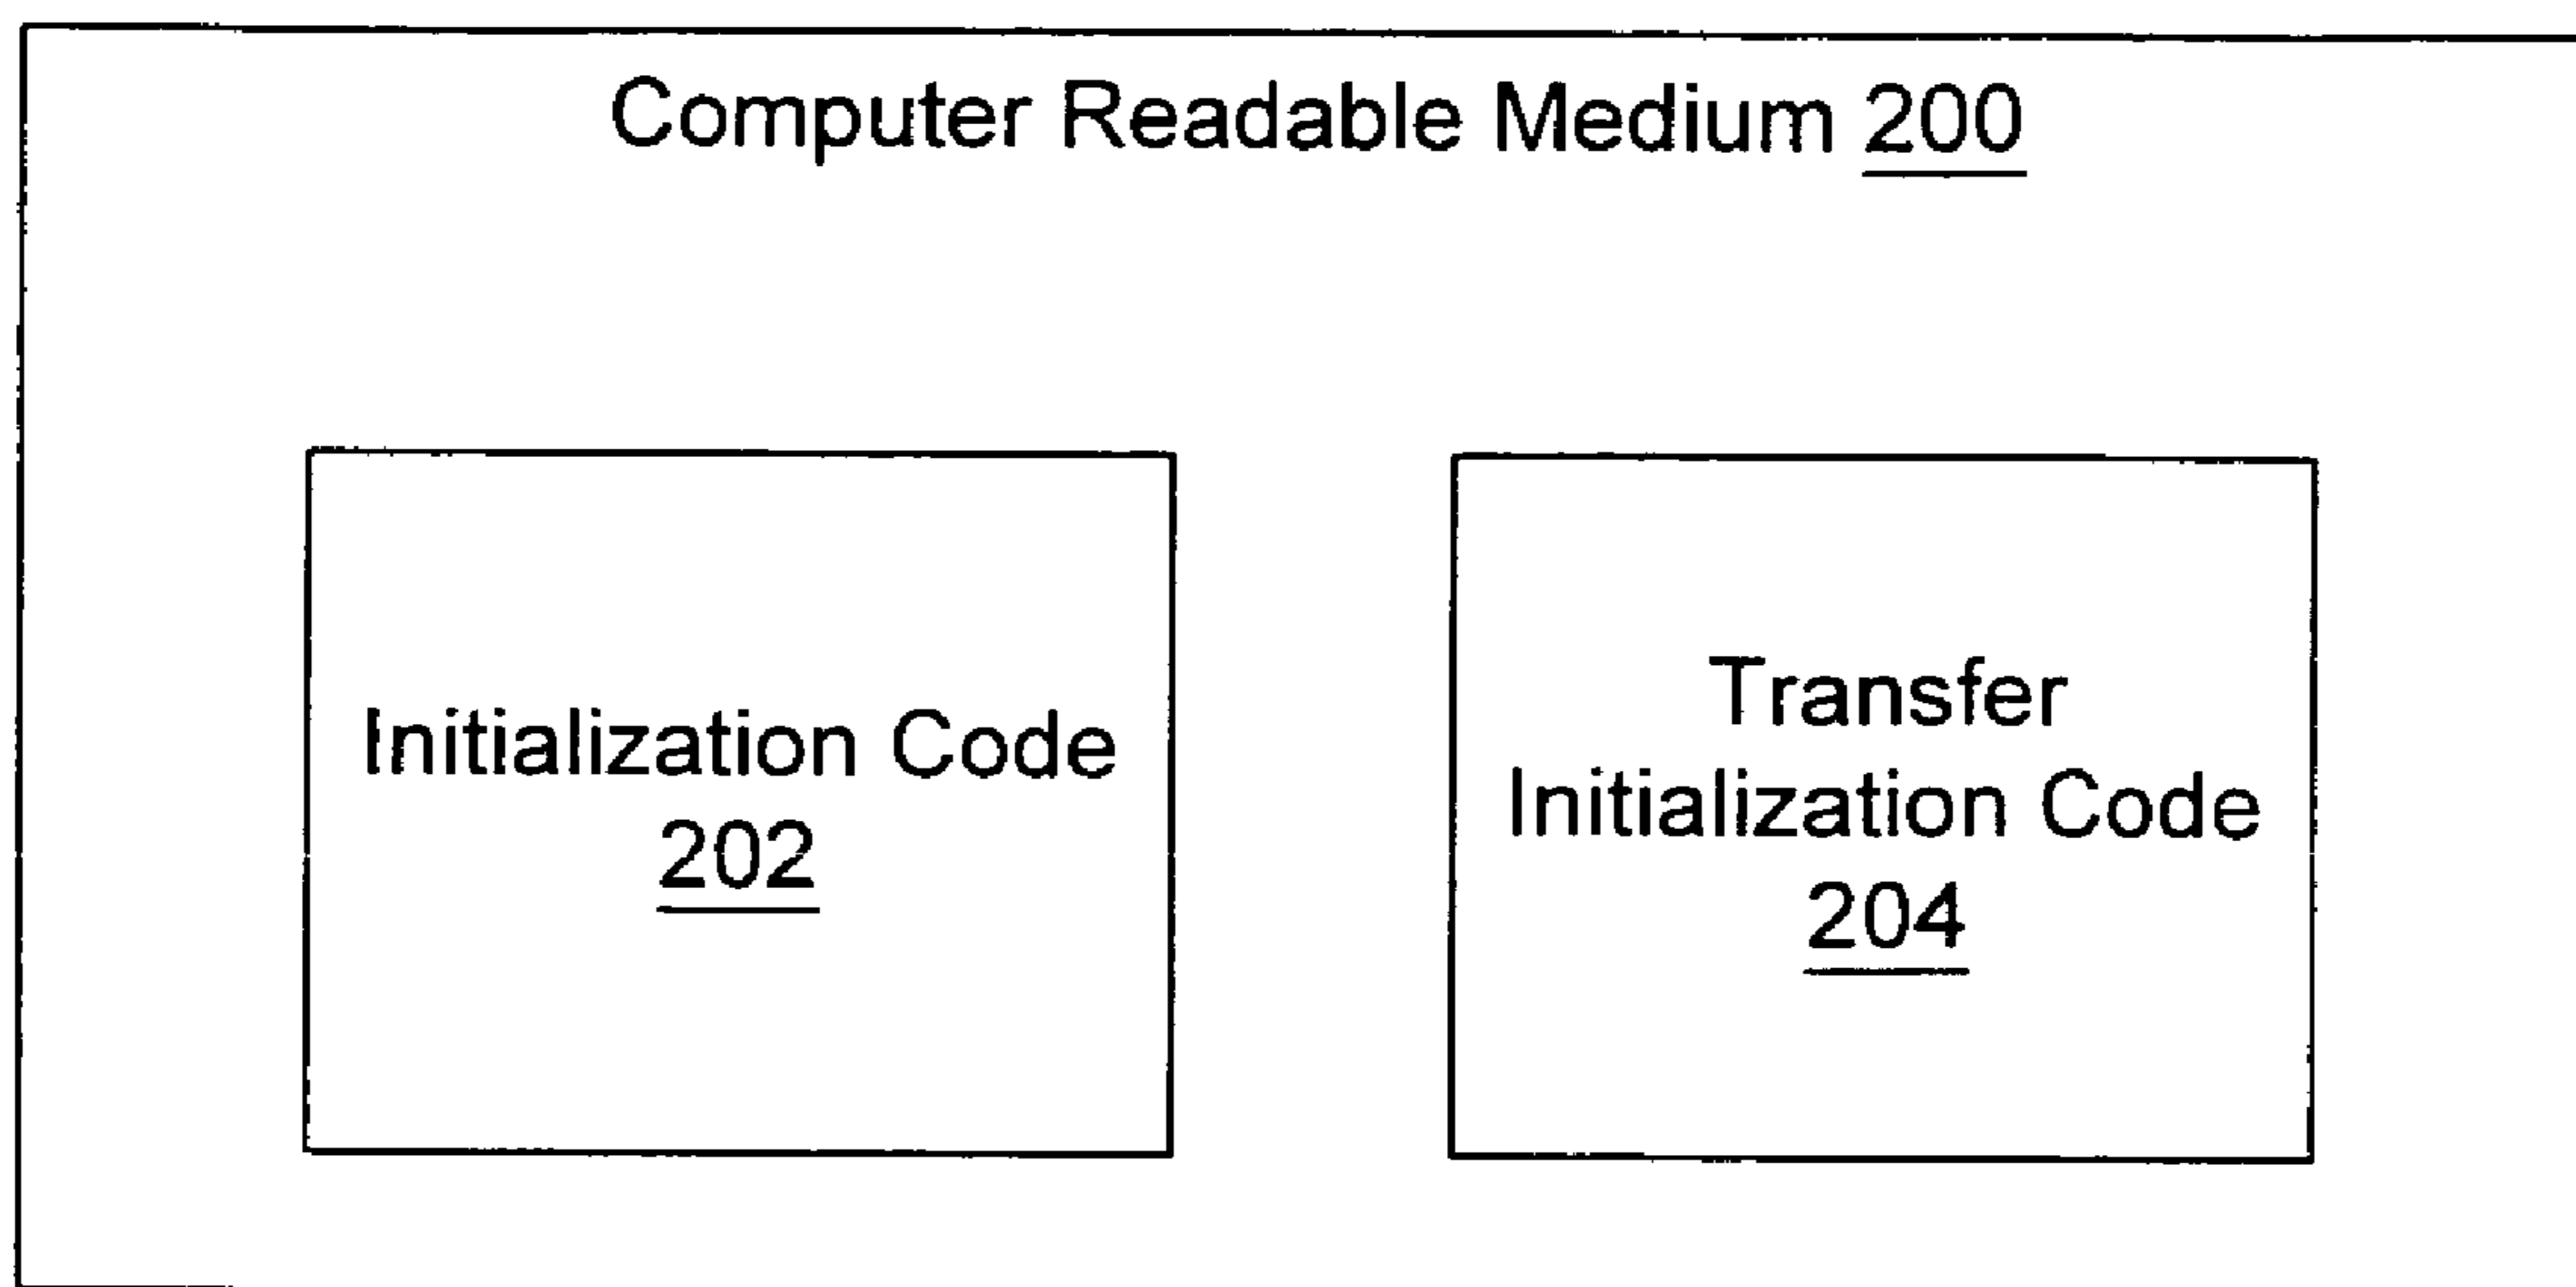 Computer Readable Medium 200
Initialization Code
202
Transfer
Initialization Code
204